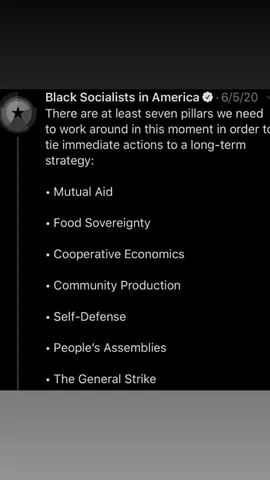 Black Socialists in America · 6/5/20
There are at least seven pillars we need
to work around in this moment in order to
tie immediate actions to a long-term
strategy:
• Mutual Aid
• Food Sovereignty
• Cooperative Economics
• Community Production
• Self-Defense
• People’s Assemblies
• The General Strike